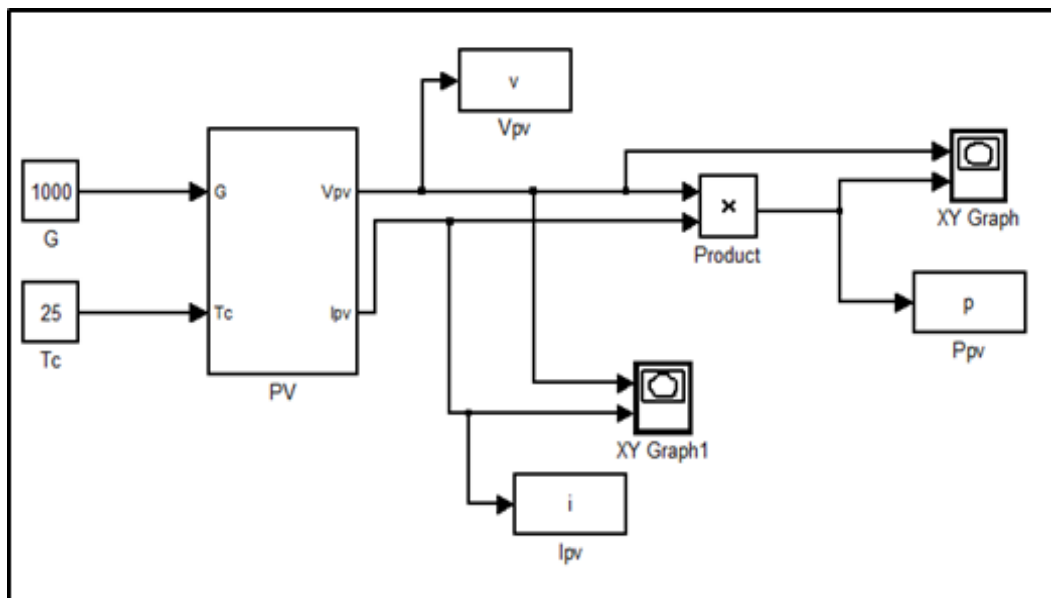 v
Vpv
1000
G
G
Vpv
×
Product
XY Graph
25
Tc
Tc
Ipv
PV
p
Ppv
XY Graph1
i
Ipv